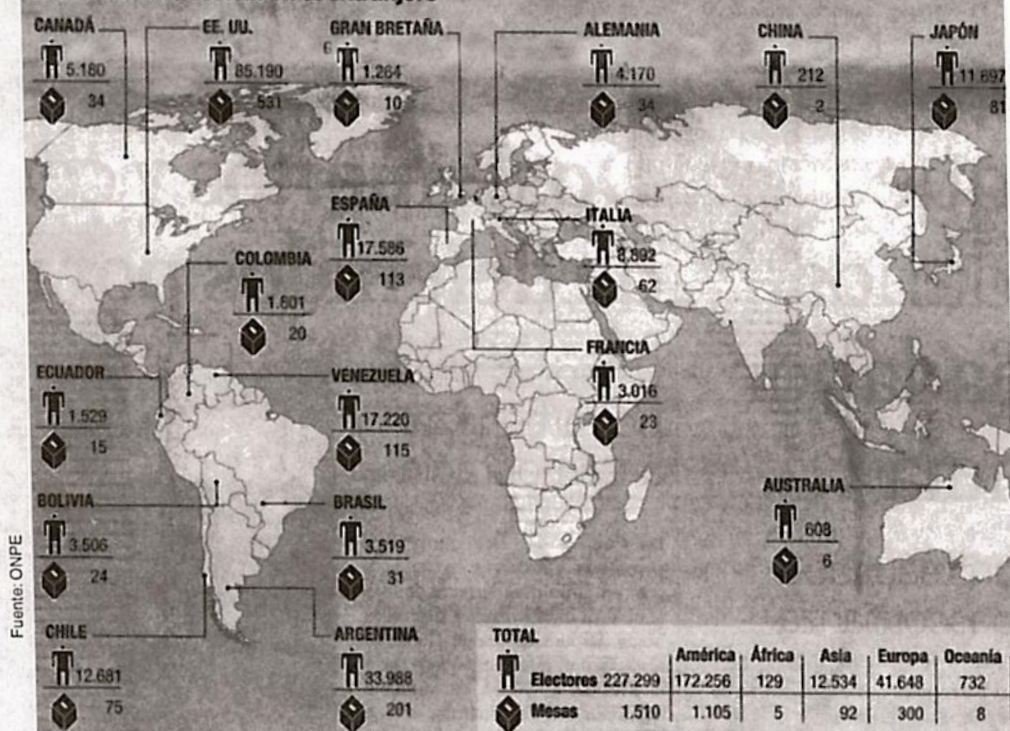 CANADÁ
5.180
34
EE. UU.
85.190
531
GRAN BRETAÑA
6
1.264
10
ALEMANIA
4.170
34
CHINA
212
2
JAPÓN
11.697
81
ESPAÑA
17.586
113
ITALIA
8.892
62
COLOMBIA
1.601
20
FRANCIA
3.016
23
ECUADOR
1.529
15
VENEZUELA
17.220
115
AUSTRALIA
608
6
BOLIVIA
3.506
24
BRASIL
3.519
31
CHILE
12.681
75
ARGENTINA
33.988
201
TOTAL
América África Asia Europa Oceanía
Electores 227.299 172.256 129 12.534 41.648 732
Mesas 1.510 1.105 5 92 300 8
Fuente: ONPE